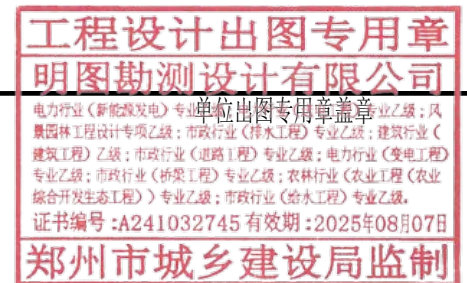 工程设计出图专用章
明图勘测设计有限公司
单位出图专用章盖章
电力行业（新能源发电）专业乙级；风
景园林工程设计专项乙级；市政行业（排水工程）专业乙级；建筑行业（
建筑工程）乙级；市政行业（道路工程）专业乙级；电力行业（变电工程）
专业乙级；市政行业（桥梁工程）专业乙级；农林行业（农业工程（农业
综合开发生态工程））专业乙级；市政行业（给水工程）专业乙级。
证书编号:A241032745 有效期:2025年08月07日
郑州市城乡建设局监制